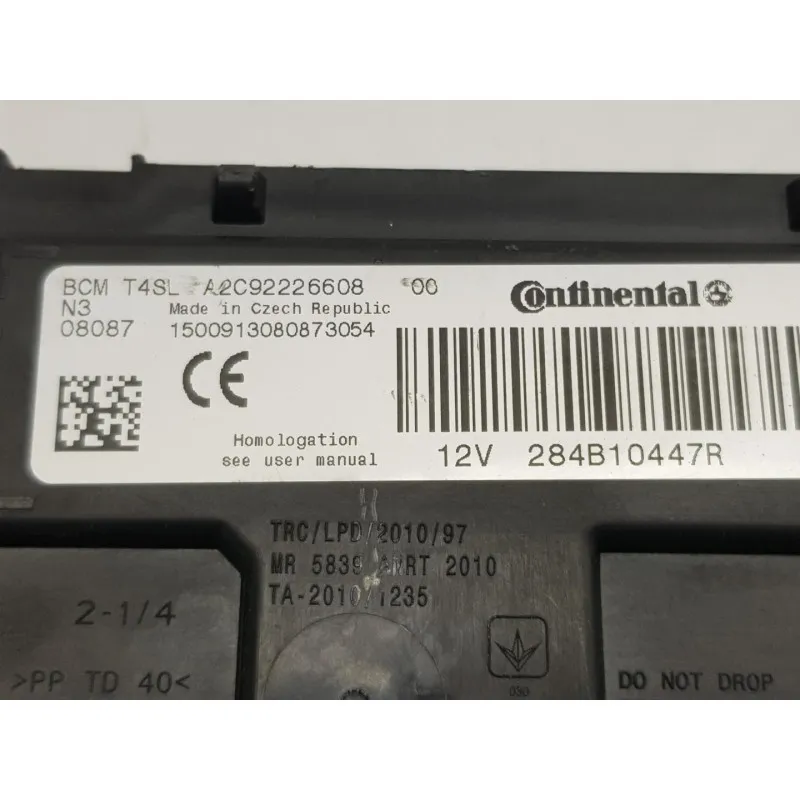 BCM T4SL A2C92226608 00
Continental
N3 Made in Czech Republic
08087 1500913080873054
CE
Homologation
see user manual
12V 284B10447R
TRC/LPD/2010/97
MR 5839 ANRT 2010
TA-2010/1235
2-1/4
>PP TD 40<
030
DO NOT DROP